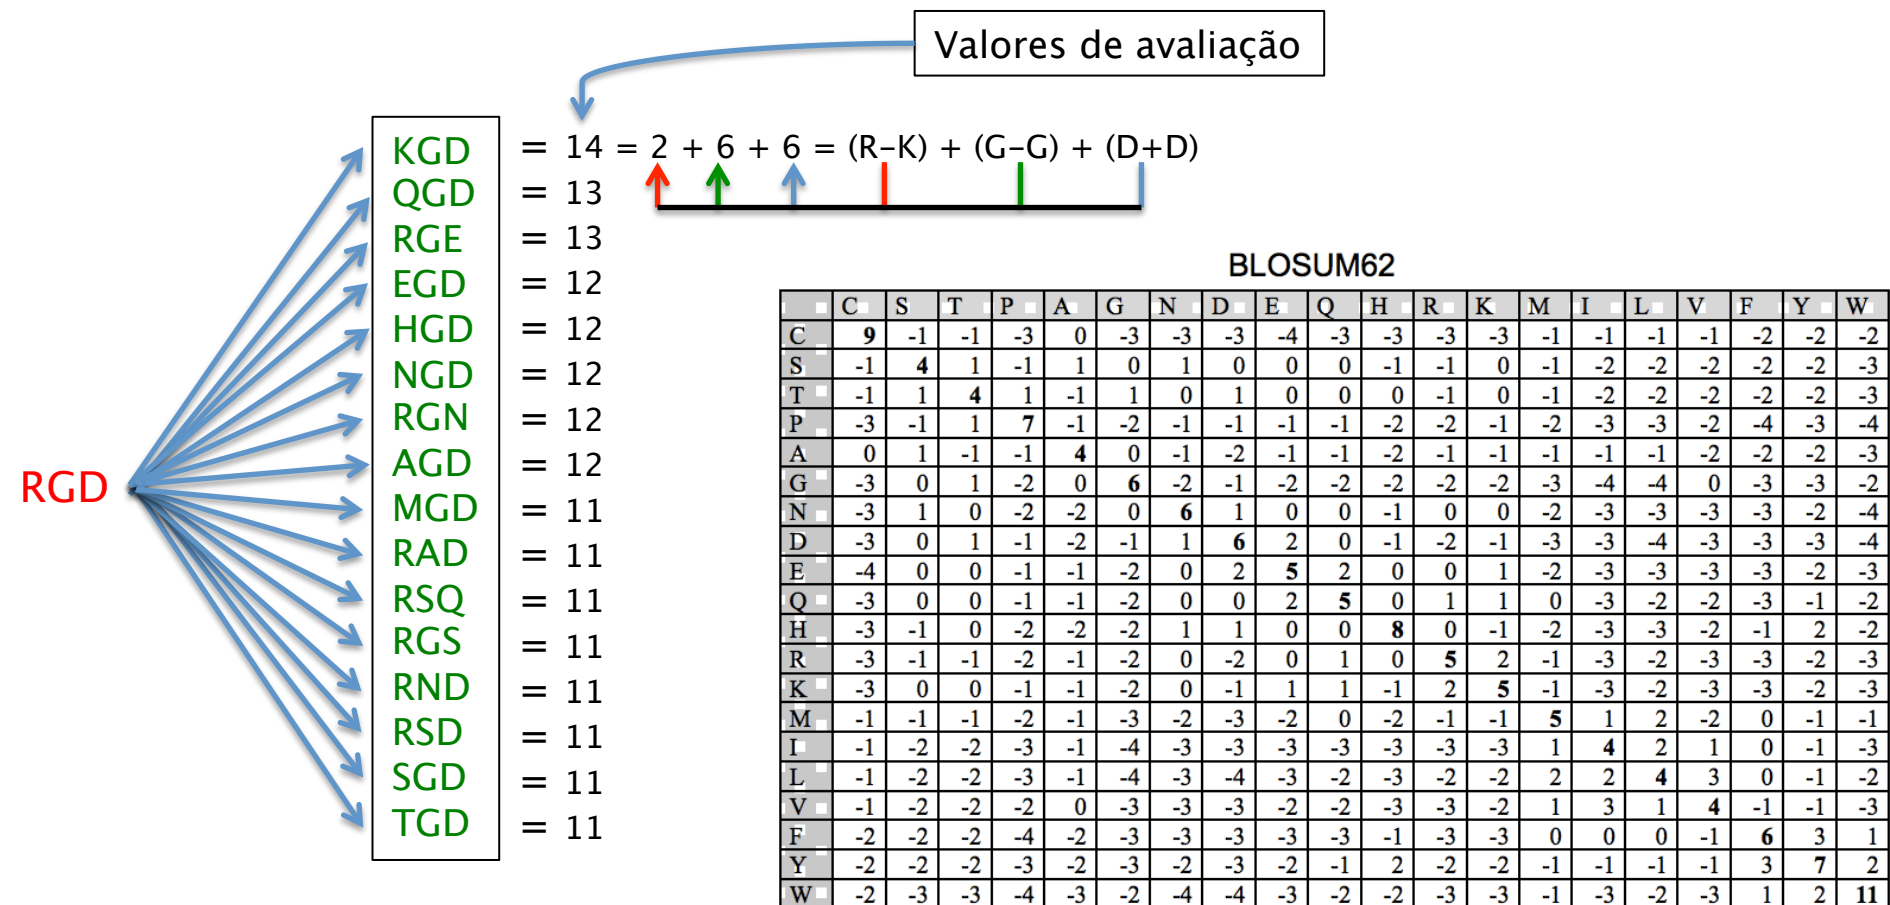 Valores de avaliação
KGD = 14 = 2 + 6 + 6 = (R-K) + (G-G) + (D+D)
QGD = 13
RGE = 13
EGD = 12
HGD = 12
NGD = 12
RGN = 12
AGD = 12
RGD
MGD = 11
RAD = 11
RSQ = 11
RGS = 11
RND = 11
RSD = 11
SGD = 11
TGD = 11
BLOSUM62
C S T P A G N D E Q H R K M I L V F Y W
C 9 -1 -1 -3 0 -3 -3 -3 -4 -3 -3 -3 -3 -1 -1 -1 -1 -2 -2 -2
S -1 4 1 -1 1 0 1 0 0 0 -1 -1 0 -1 -2 -2 -2 -2 -2 -3
T -1 1 4 1 -1 1 0 1 0 0 0 -1 0 -1 -2 -2 -2 -2 -2 -3
P -3 -1 1 7 -1 -2 -1 -1 -1 -1 -2 -2 -1 -2 -3 -3 -2 -4 -3 -4
A 0 1 -1 -1 4 0 -1 -2 -1 -1 -2 -1 -1 -1 -1 -1 -2 -2 -2 -3
G -3 0 1 -2 0 6 -2 -1 -2 -2 -2 -2 -2 -3 -4 -4 0 -3 -3 -2
N -3 1 0 -2 -2 0 6 1 0 0 -1 0 0 -2 -3 -3 -3 -3 -2 -4
D -3 0 1 -1 -2 -1 1 6 2 0 -1 -2 -1 -3 -3 -4 -3 -3 -3 -4
E -4 0 0 -1 -1 -2 0 2 5 2 0 0 1 -2 -3 -3 -3 -3 -2 -3
Q -3 0 0 -1 -1 -2 0 0 2 5 0 1 1 0 -3 -2 -2 -3 -1 -2
H -3 -1 0 -2 -2 -2 1 1 0 0 8 0 -1 -2 -3 -3 -2 -1 2 -2
R -3 -1 -1 -2 -1 -2 0 -2 0 1 0 5 2 -1 -3 -2 -3 -3 -2 -3
K -3 0 0 -1 -1 -2 0 -1 1 1 -1 2 5 -1 -3 -2 -3 -3 -2 -3
M -1 -1 -1 -2 -1 -3 -2 -3 -2 0 -2 -1 -1 5 1 2 -2 0 -1 -1
I -1 -2 -2 -3 -1 -4 -3 -3 -3 -3 -3 -3 -3 1 4 2 1 0 -1 -3
L -1 -2 -2 -3 -1 -4 -3 -4 -3 -2 -3 -2 -2 2 2 4 3 0 -1 -2
V -1 -2 -2 -2 0 -3 -3 -3 -2 -2 -3 -3 -2 1 3 1 4 -1 -1 -3
F -2 -2 -2 -4 -2 -3 -3 -3 -3 -3 -1 -3 -3 0 0 0 -1 6 3 1
Y -2 -2 -2 -3 -2 -3 -2 -3 -2 -1 2 -2 -2 -1 -1 -1 -1 3 7 2
W -2 -3 -3 -4 -3 -2 -4 -4 -3 -2 -2 -3 -3 -1 -3 -2 -3 1 2 11